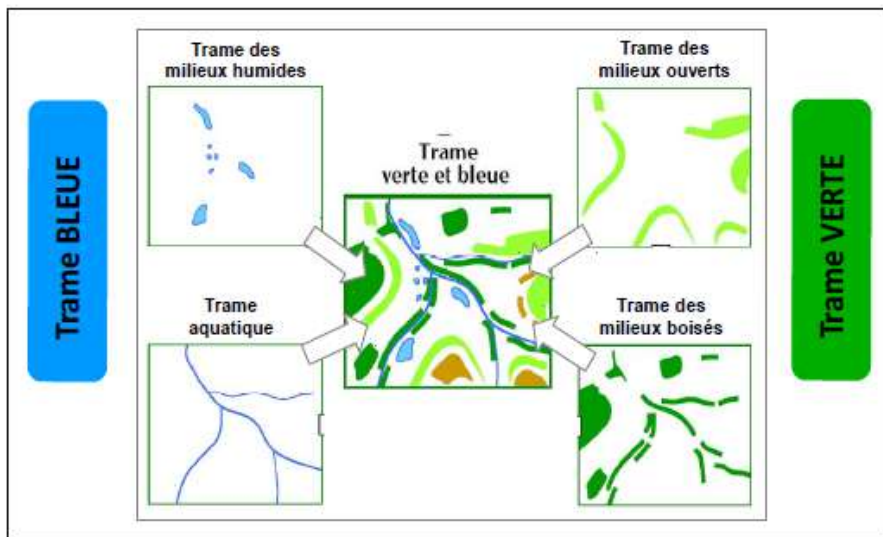 Trame BLEUE
Trame des
milieux humides
Trame
aquatique
Trame
verte et bleue
Trame des
milieux ouverts
Trame des
milieux boisés
Trame VERTE